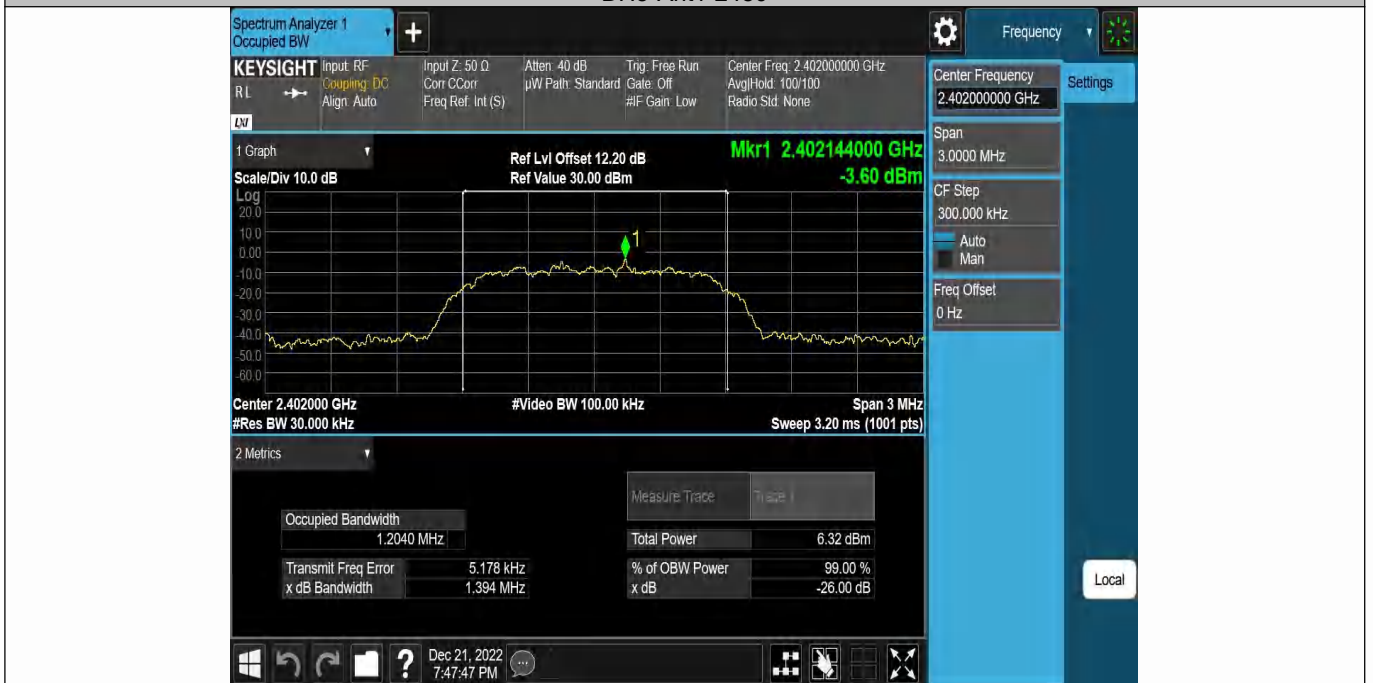 Spectrum Analyzer 1
Occupied BW
+
Frequency
KEYSIGHT
RL
LXI
Input: RF
Coupling: DC
Align: Auto
Input Z: 50 Ω
Corr CCorr
Freq Ref: Int (S)
Atten: 40 dB
µW Path: Standard
Trig: Free Run
Gate: Off
#IF Gain: Low
Center Freq: 2.402000000 GHz
Avg|Hold: 100/100
Radio Std: None
Center Frequency
2.402000000 GHz
Settings
Span
3.0000 MHz
CF Step
300.000 kHz
Auto
Man
Freq Offset
0 Hz
Local
1 Graph
Scale/Div 10.0 dB
Ref Lvl Offset 12.20 dB
Ref Value 30.00 dBm
Mkr1 2.402144000 GHz
-3.60 dBm
Log
20.0
10.0
0.00
-10.0
-20.0
-30.0
-40.0
-50.0
-60.0
1
Center 2.402000 GHz
#Video BW 100.00 kHz
Span 3 MHz
#Res BW 30.000 kHz
Sweep 3.20 ms (1001 pts)
2 Metrics
Measure Trace
Trace 1
Occupied Bandwidth
1.2040 MHz
Total Power
6.32 dBm
Transmit Freq Error
5.178 kHz
% of OBW Power
99.00 %
x dB Bandwidth
1.394 MHz
x dB
-26.00 dB
?
Dec 21, 2022
7:47:47 PM